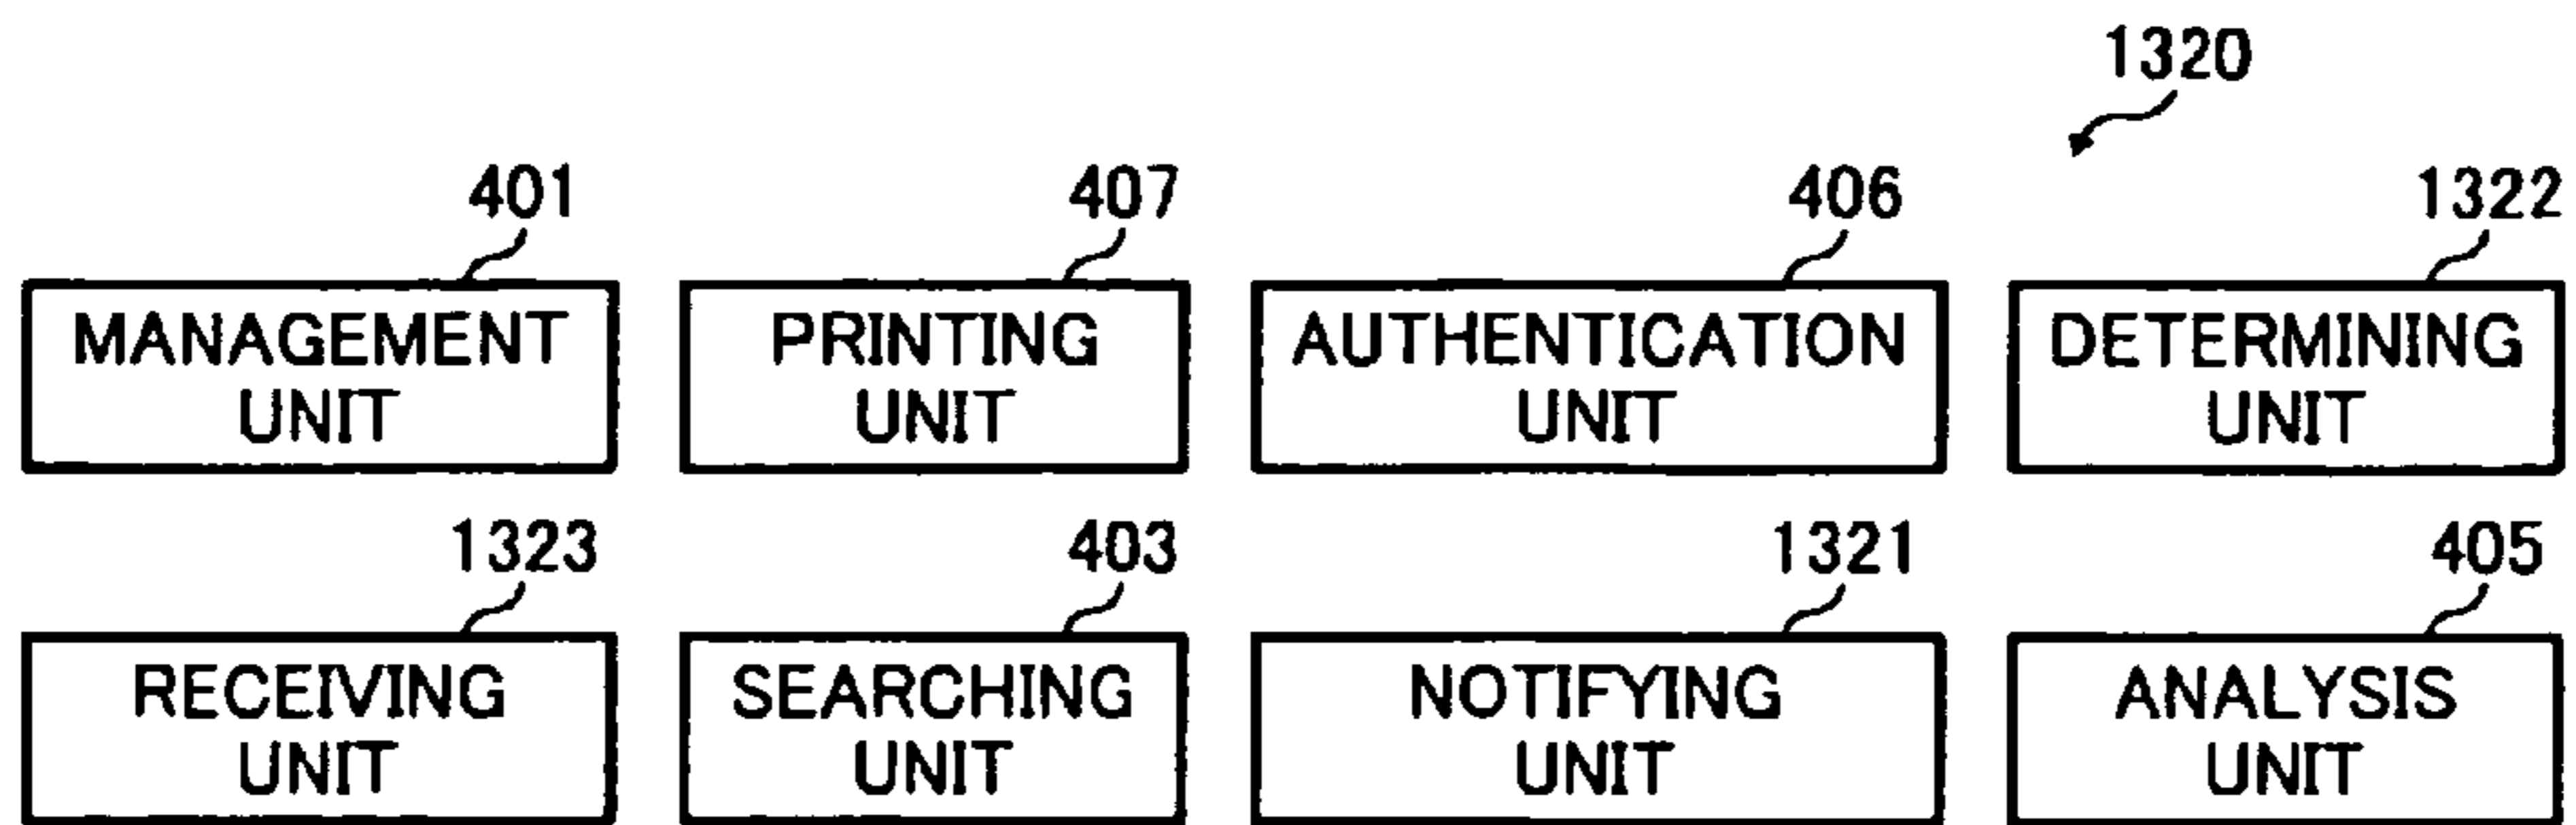 1320
401
407
406
1322
MANAGEMENT
UNIT
PRINTING
UNIT
AUTHENTICATION
UNIT
DETERMINING
UNIT
1323
403
1321
405
RECEIVING
UNIT
SEARCHING
UNIT
NOTIFYING
UNIT
ANALYSIS
UNIT